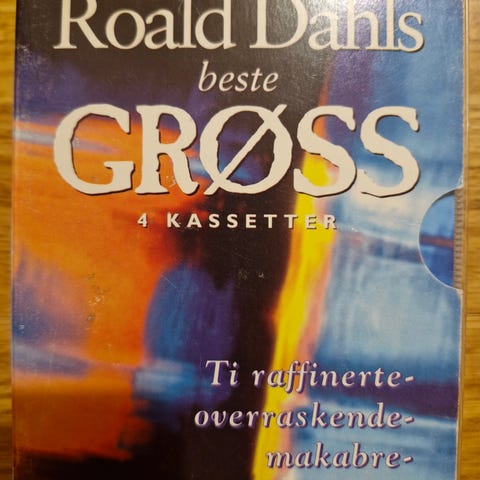 Roald Dahls
beste
GRØSS
4 KASSETTER
Ti raffinerte-
overraskende-
makabre-